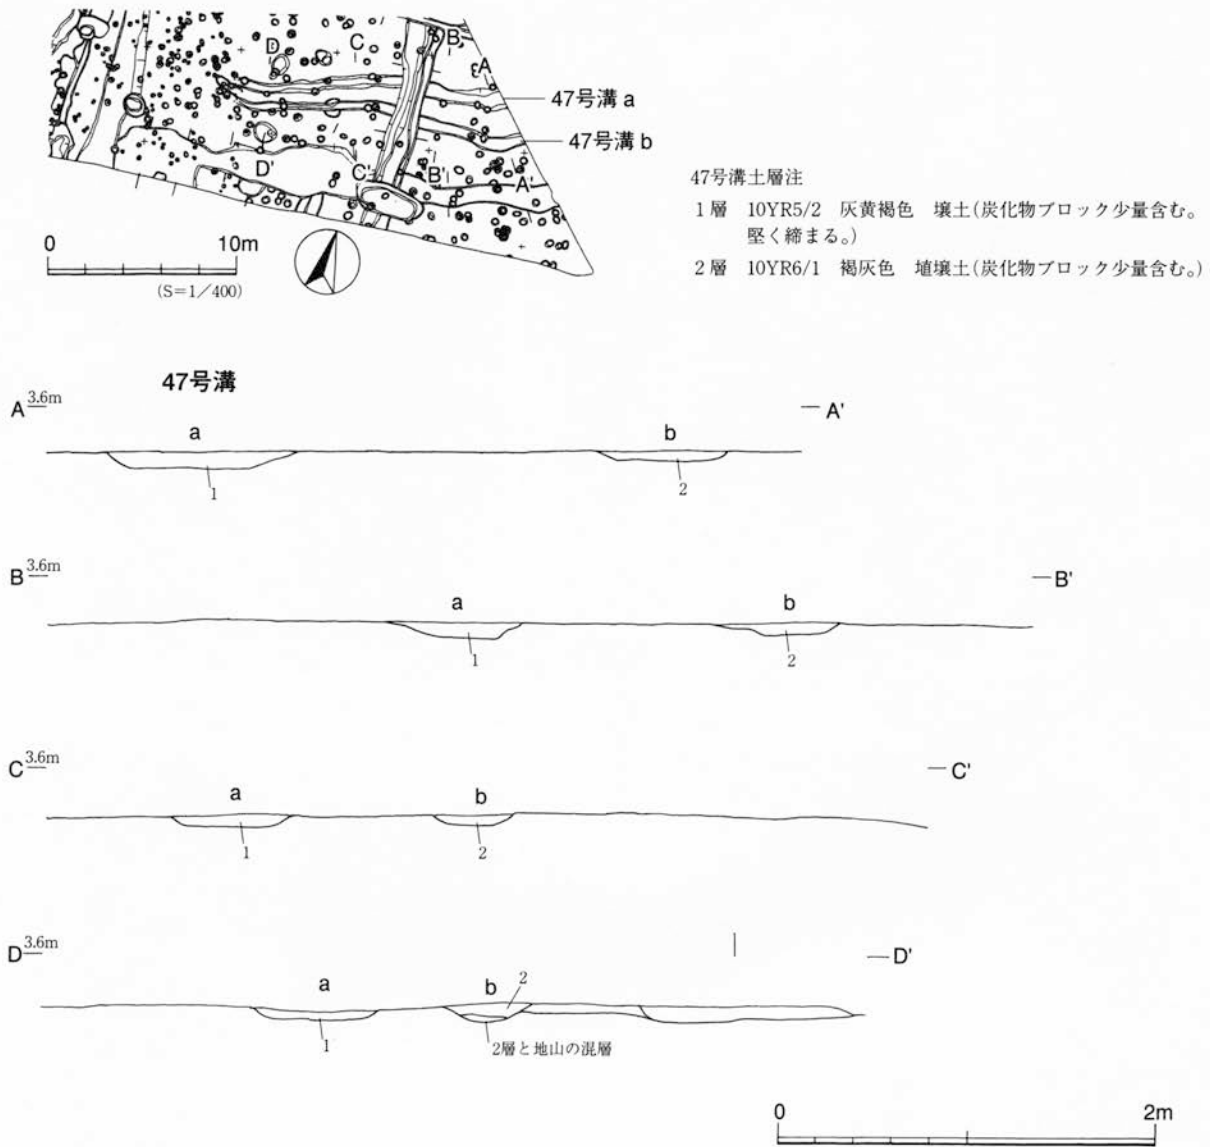 D
C
B
A
47号溝 a
47号溝 b
D'
C'
B'
A'
0 10m
(S=1/400)
47号溝土層注
1層 10YR5/2 灰黄褐色 壌土(炭化物ブロック少量含む。
堅く締まる。)
2層 10YR6/1 褐灰色 埴壌土(炭化物ブロック少量含む。)
47号溝
A 3.6m A'
a b
1 2
B 3.6m B'
a b
1 2
C 3.6m C'
a b
1 2
D 3.6m D'
a b 2
1 2層と地山の混層
0 2m